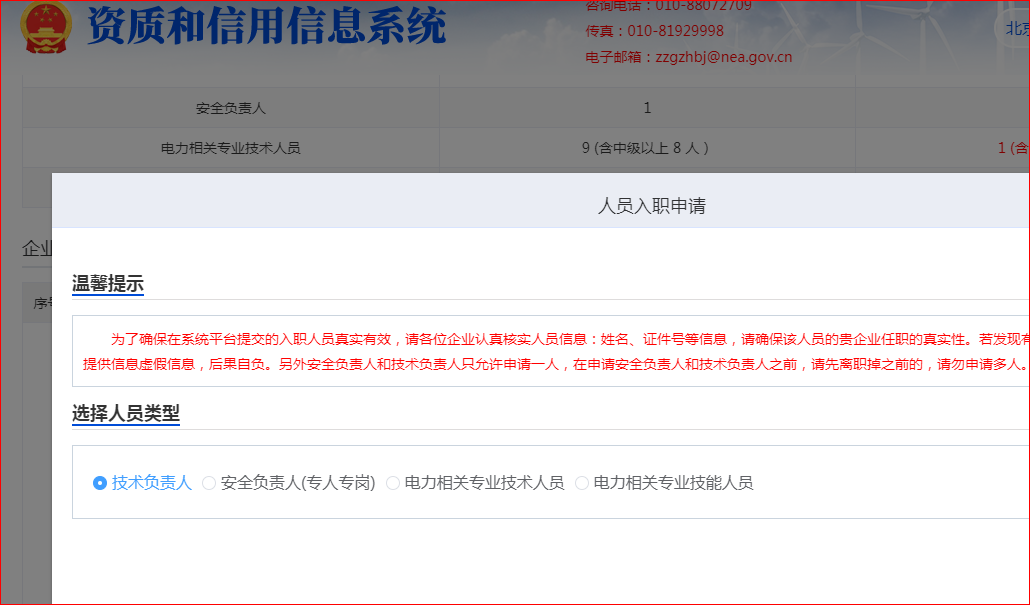 资质和信用信息系统
咨询电话：010-88072709
传真：010-81929998
电子邮箱：zzgzhbj@nea.gov.cn
北京
安全负责人 1
电力相关专业技术人员 9 (含中级以上 8 人 ) 1 (含
人员入职申请
企业
温馨提示
序号
为了确保在系统平台提交的入职人员真实有效，请各位企业认真核实人员信息：姓名、证件号等信息，请确保该人员的贵企业任职的真实性。若发现有
提供信息虚假信息，后果自负。另外安全负责人和技术负责人只允许申请一人，在申请安全负责人和技术负责人之前，请先离职掉之前的，请勿申请多人。
选择人员类型
技术负责人 安全负责人(专人专岗) 电力相关专业技术人员 电力相关专业技能人员